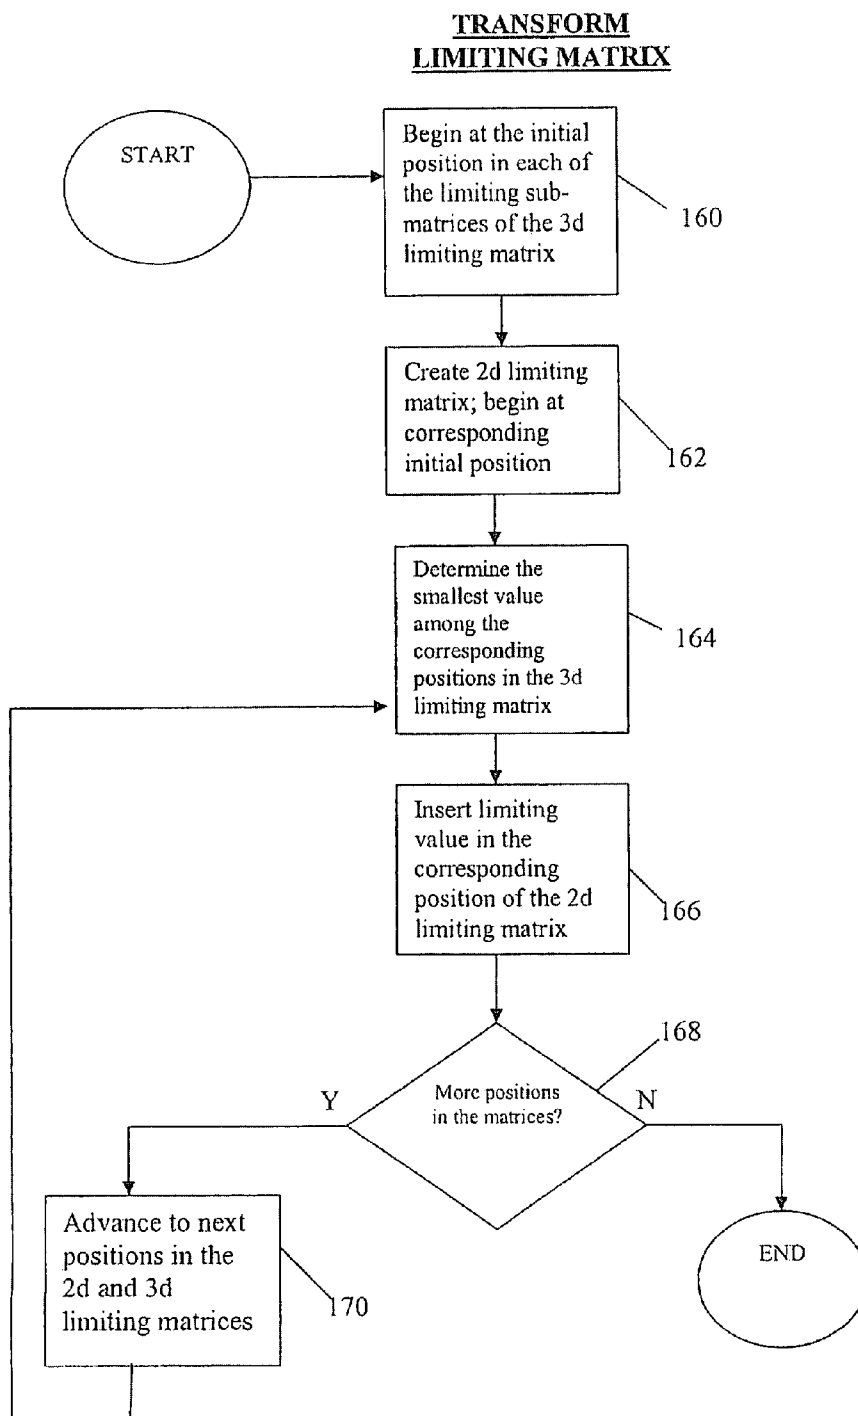 TRANSFORM
LIMITING MATRIX
START
Begin at the initial
position in each of
the limiting sub-
matrices of the 3d
limiting matrix
160
Create 2d limiting
matrix; begin at
corresponding
initial position
162
Determine the
smallest value
among the
corresponding
positions in the 3d
limiting matrix
164
Insert limiting
value in the
corresponding
position of the 2d
limiting matrix
166
168
More positions
in the matrices?
Y
N
Advance to next
positions in the
2d and 3d
limiting matrices
170
END